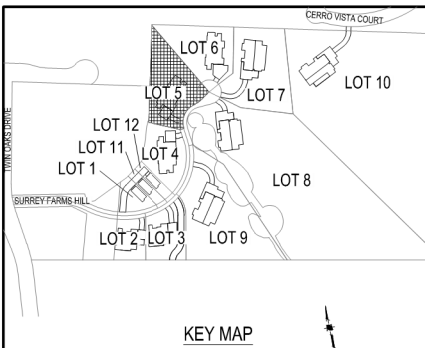 CERRO VISTA COURT
LOT 6
LOT 10
LOT 5
LOT 7
TWIN OAKS DRIVE
LOT 12
LOT 11
LOT 4
LOT 1
LOT 8
SURREY FARMS HILL
LOT 2
LOT 3
LOT 9
KEY MAP